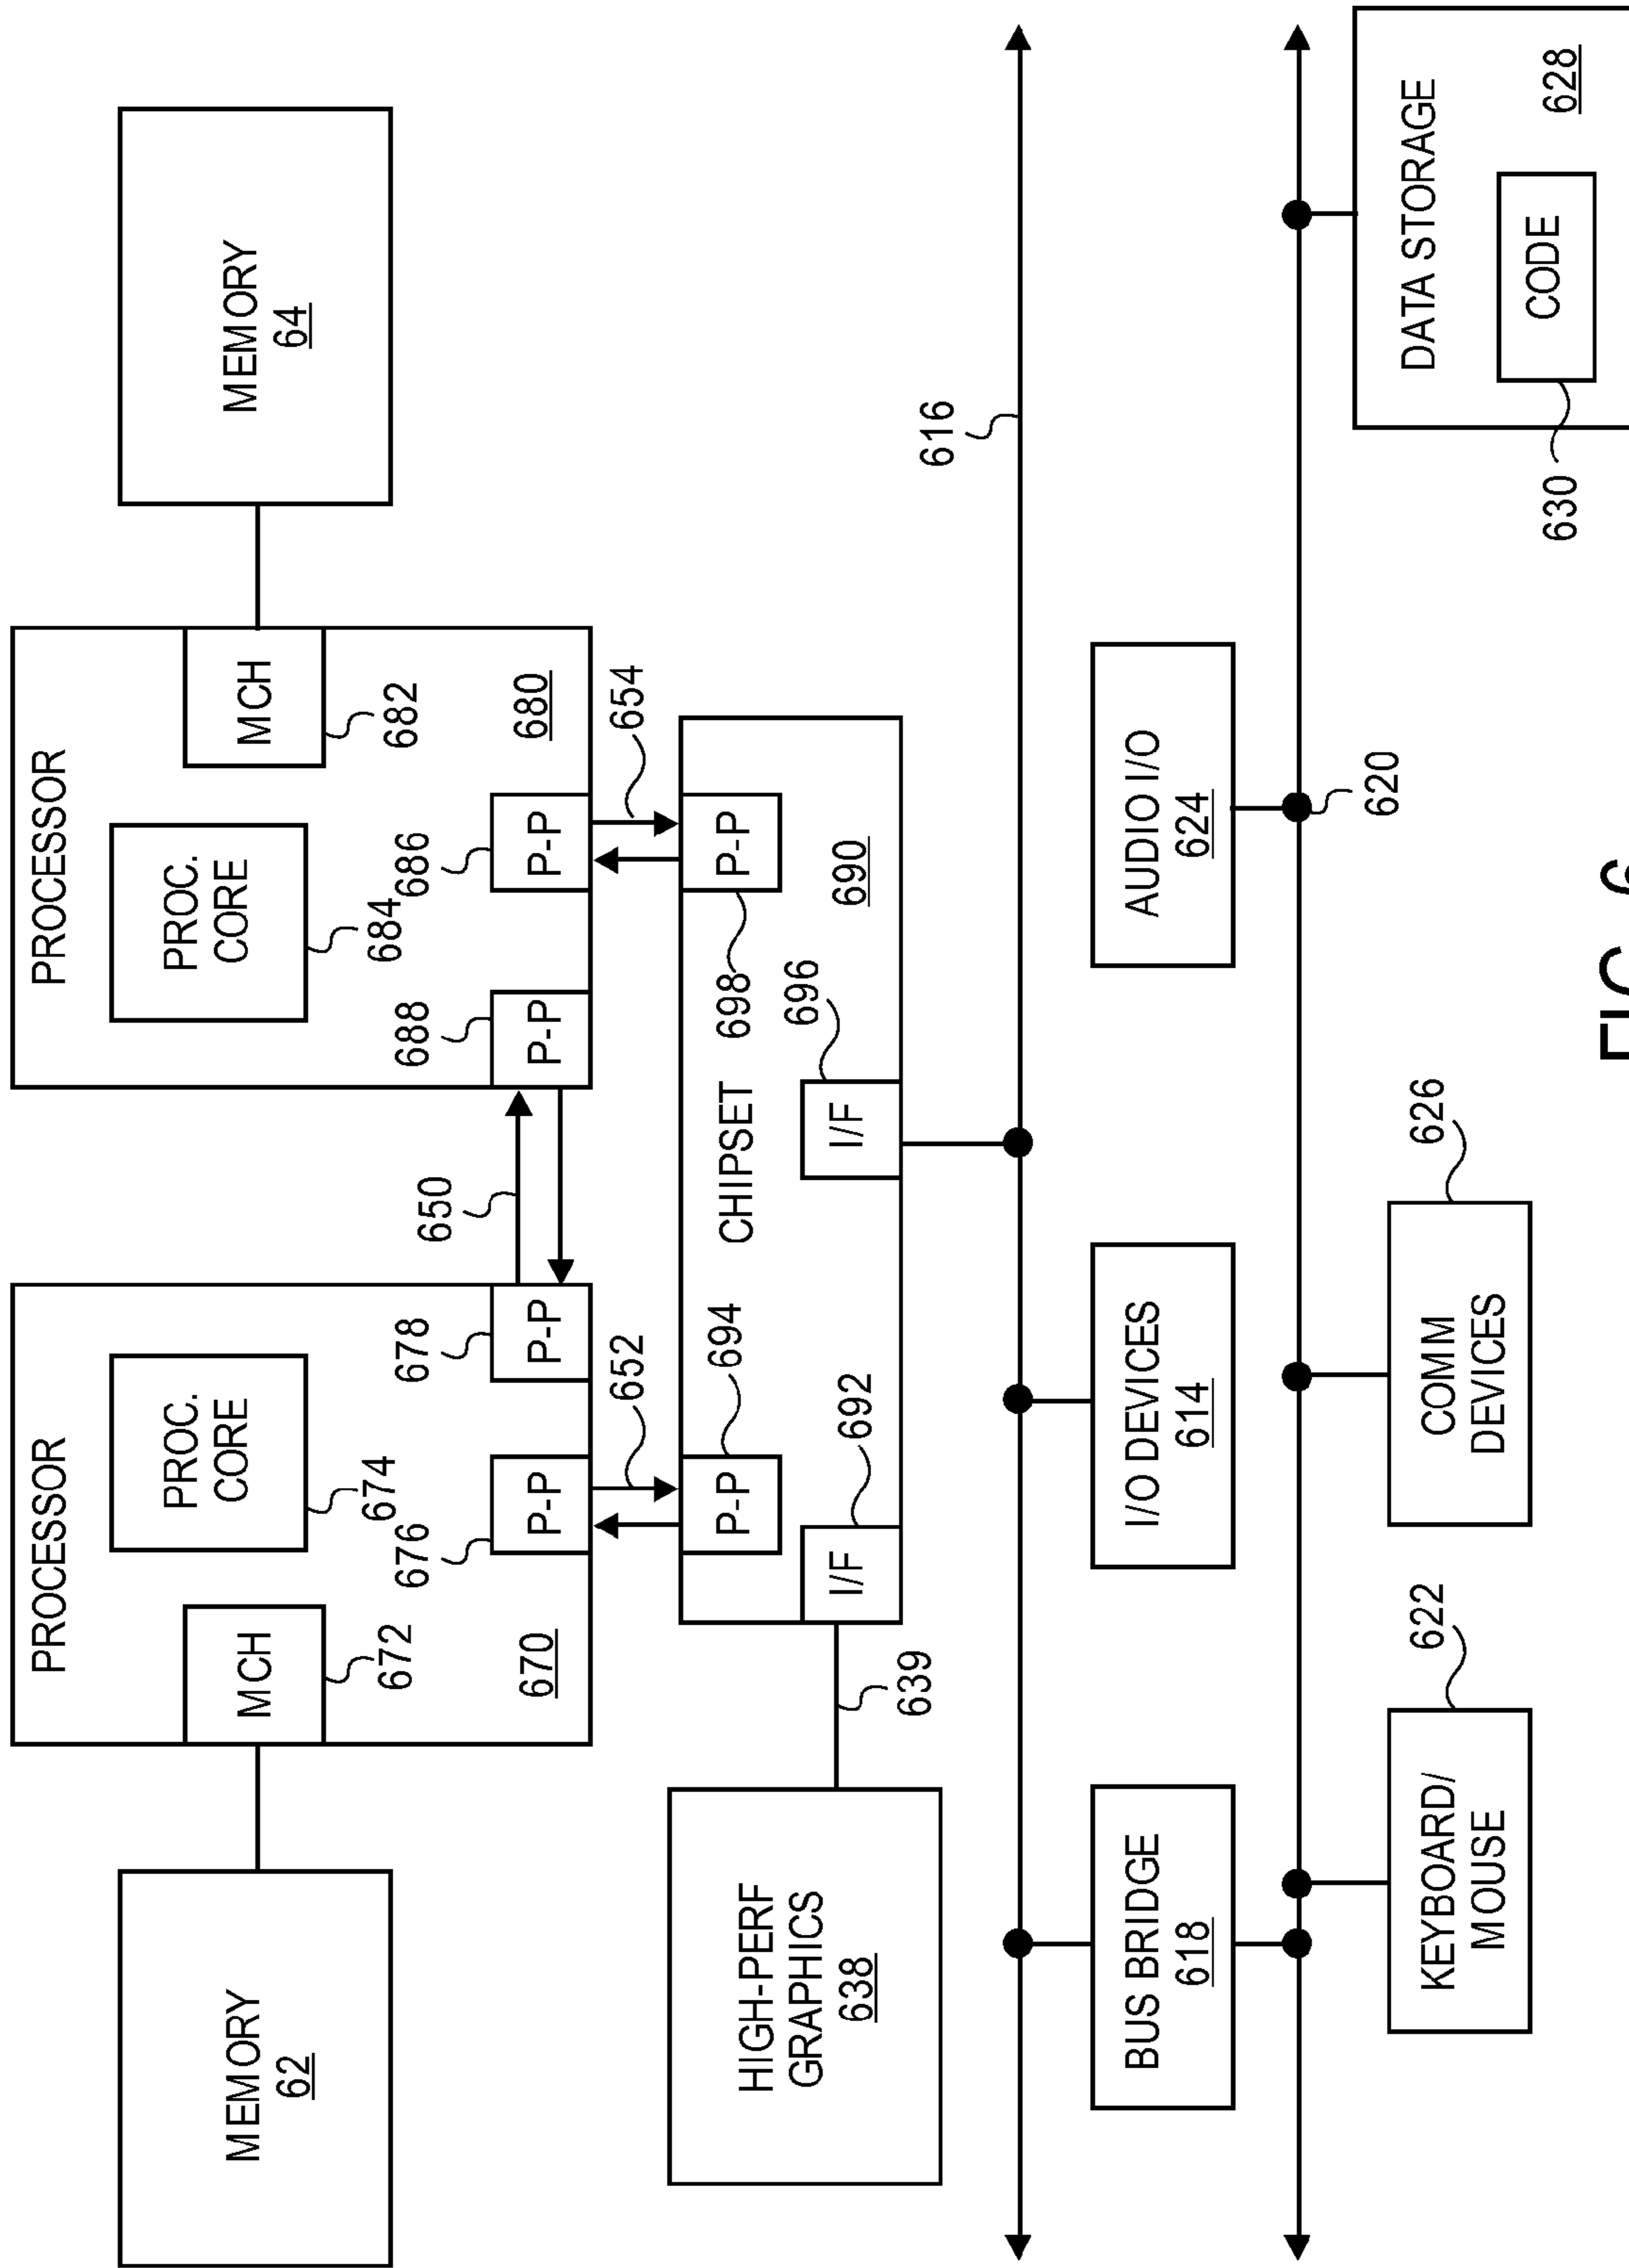 PROCESSOR
PROCESSOR
MEMORY
62
MCH
672
PROC.
CORE
674
670
676
P-P
678
P-P
650
PROC.
CORE
684
MCH
682
688
P-P
686
P-P
680
MEMORY
64
652
654
HIGH-PERF
GRAPHICS
638
639
P-P
694
CHIPSET
698
P-P
690
I/F
692
I/F
696
616
BUS BRIDGE
618
I/O DEVICES
614
AUDIO I/O
624
620
KEYBOARD/
MOUSE
622
COMM
DEVICES
626
DATA STORAGE
CODE
628
630
FIG. 6